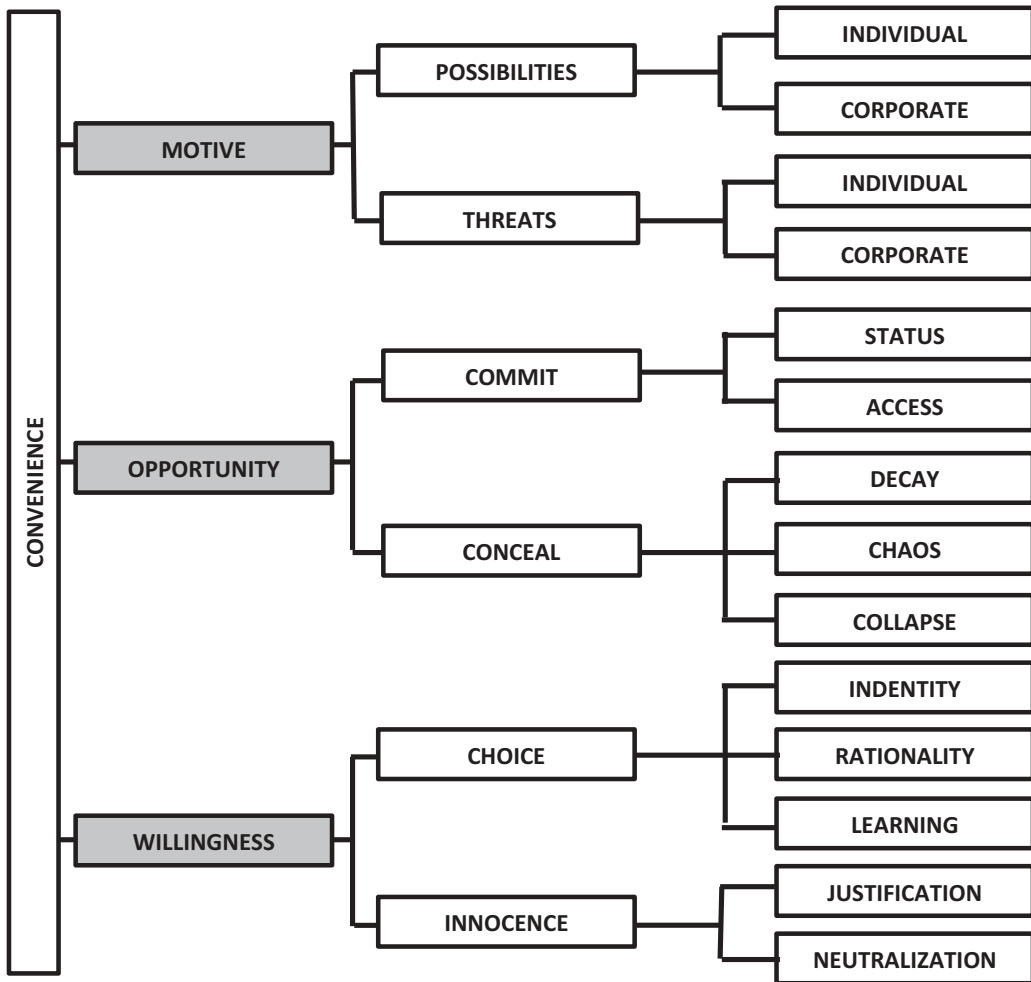 CONVENIENCE
MOTIVE
POSSIBILITIES
INDIVIDUAL
CORPORATE
THREATS
INDIVIDUAL
CORPORATE
OPPORTUNITY
COMMIT
STATUS
ACCESS
CONCEAL
DECAY
CHAOS
COLLAPSE
WILLINGNESS
CHOICE
INDENTITY
RATIONALITY
LEARNING
INNOCENCE
JUSTIFICATION
NEUTRALIZATION